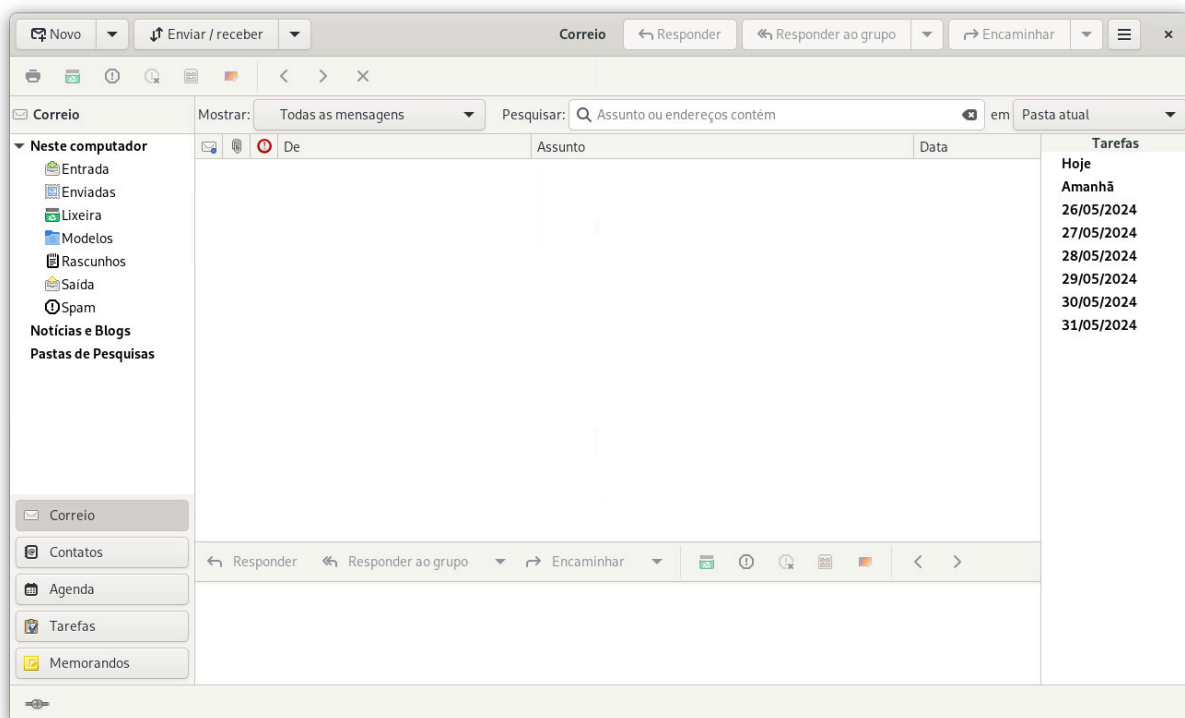 Novo Enviar / receber Correio Responder Responder ao grupo Encaminhar
Correio Mostrar: Todas as mensagens Pesquisar: Assunto ou endereços contém em Pasta atual
Neste computador
Entrada
Enviadas
Lixeira
Modelos
Rascunhos
Saída
Spam
Notícias e Blogs
Pastas de Pesquisas
De Assunto Data
Tarefas
Hoje
Amanhã
26/05/2024
27/05/2024
28/05/2024
29/05/2024
30/05/2024
31/05/2024
Correio
Contatos
Agenda
Tarefas
Memorandos
Responder Responder ao grupo Encaminhar